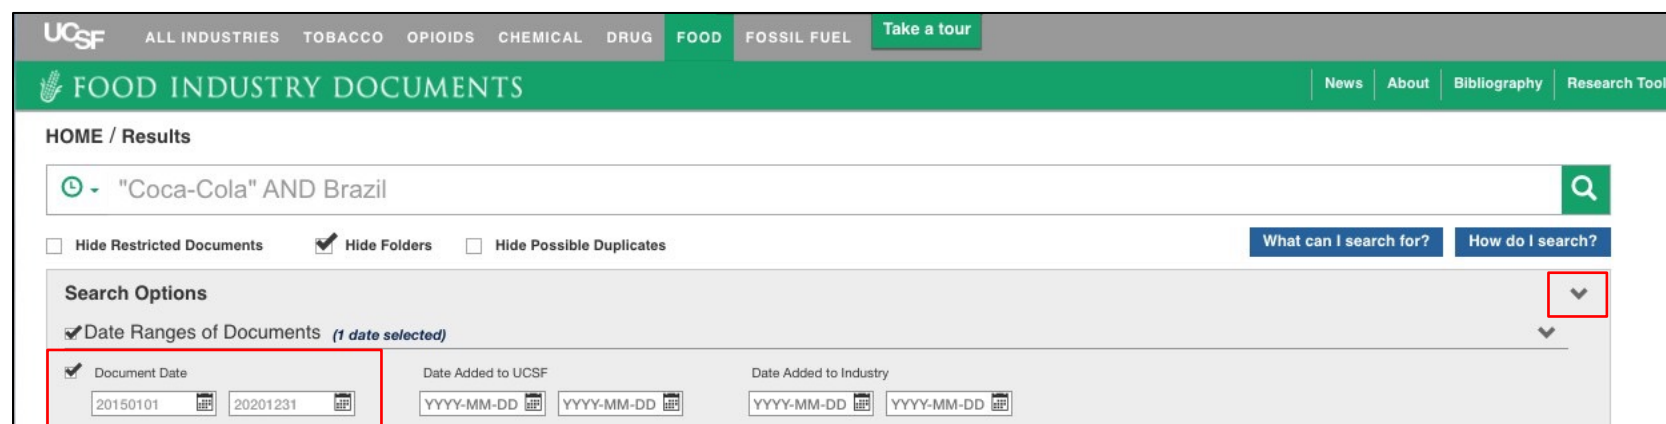 UCSF ALL INDUSTRIES TOBACCO OPIOIDS CHEMICAL DRUG FOOD FOSSIL FUEL Take a tour
FOOD INDUSTRY DOCUMENTS News About Bibliography Research Tool
HOME / Results
"Coca-Cola" AND Brazil
Hide Restricted Documents Hide Folders Hide Possible Duplicates What can I search for? How do I search?
Search Options
Date Ranges of Documents (1 date selected)
Document Date Date Added to UCSF Date Added to Industry
20150101 20201231 YYYY-MM-DD YYYY-MM-DD YYYY-MM-DD YYYY-MM-DD